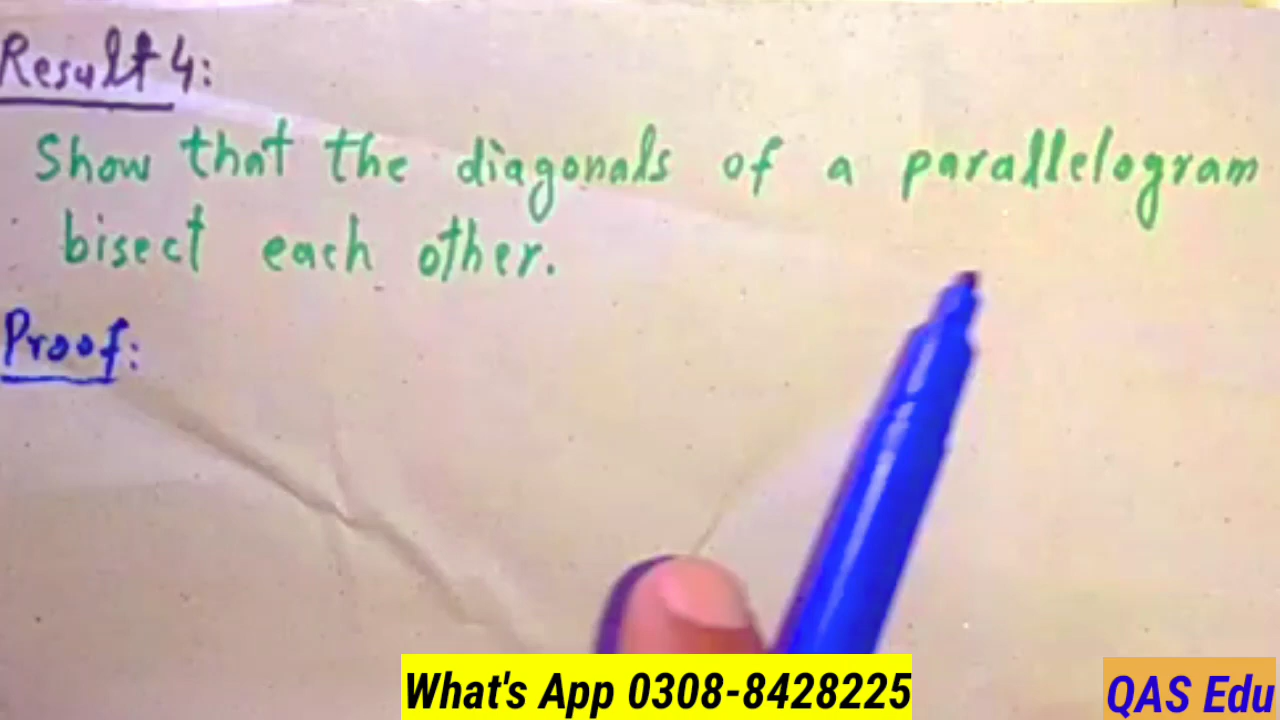 Result 4:
Show that the diagonals of a parallelogram
bisect each other.
Proof:
What's App 0308-8428225
QAS Edu